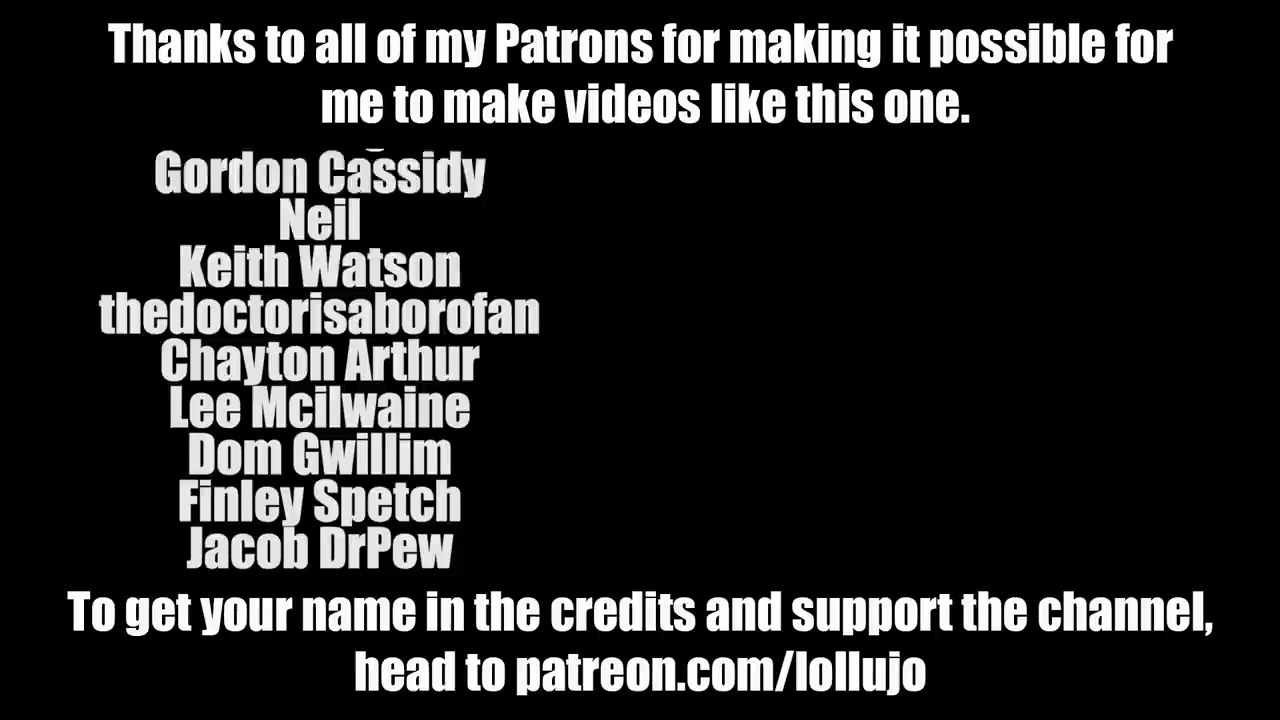 Thanks to all of my Patrons for making it possible for
me to make videos like this one.
Gordon Cassidy
Neil
Keith Watson
thedoctorisaborofan
Chayton Arthur
Lee Mcilwaine
Dom Gwillim
Finley Spetch
Jacob DrPew
To get your name in the credits and support the channel,
head to patreon.com/lollujo